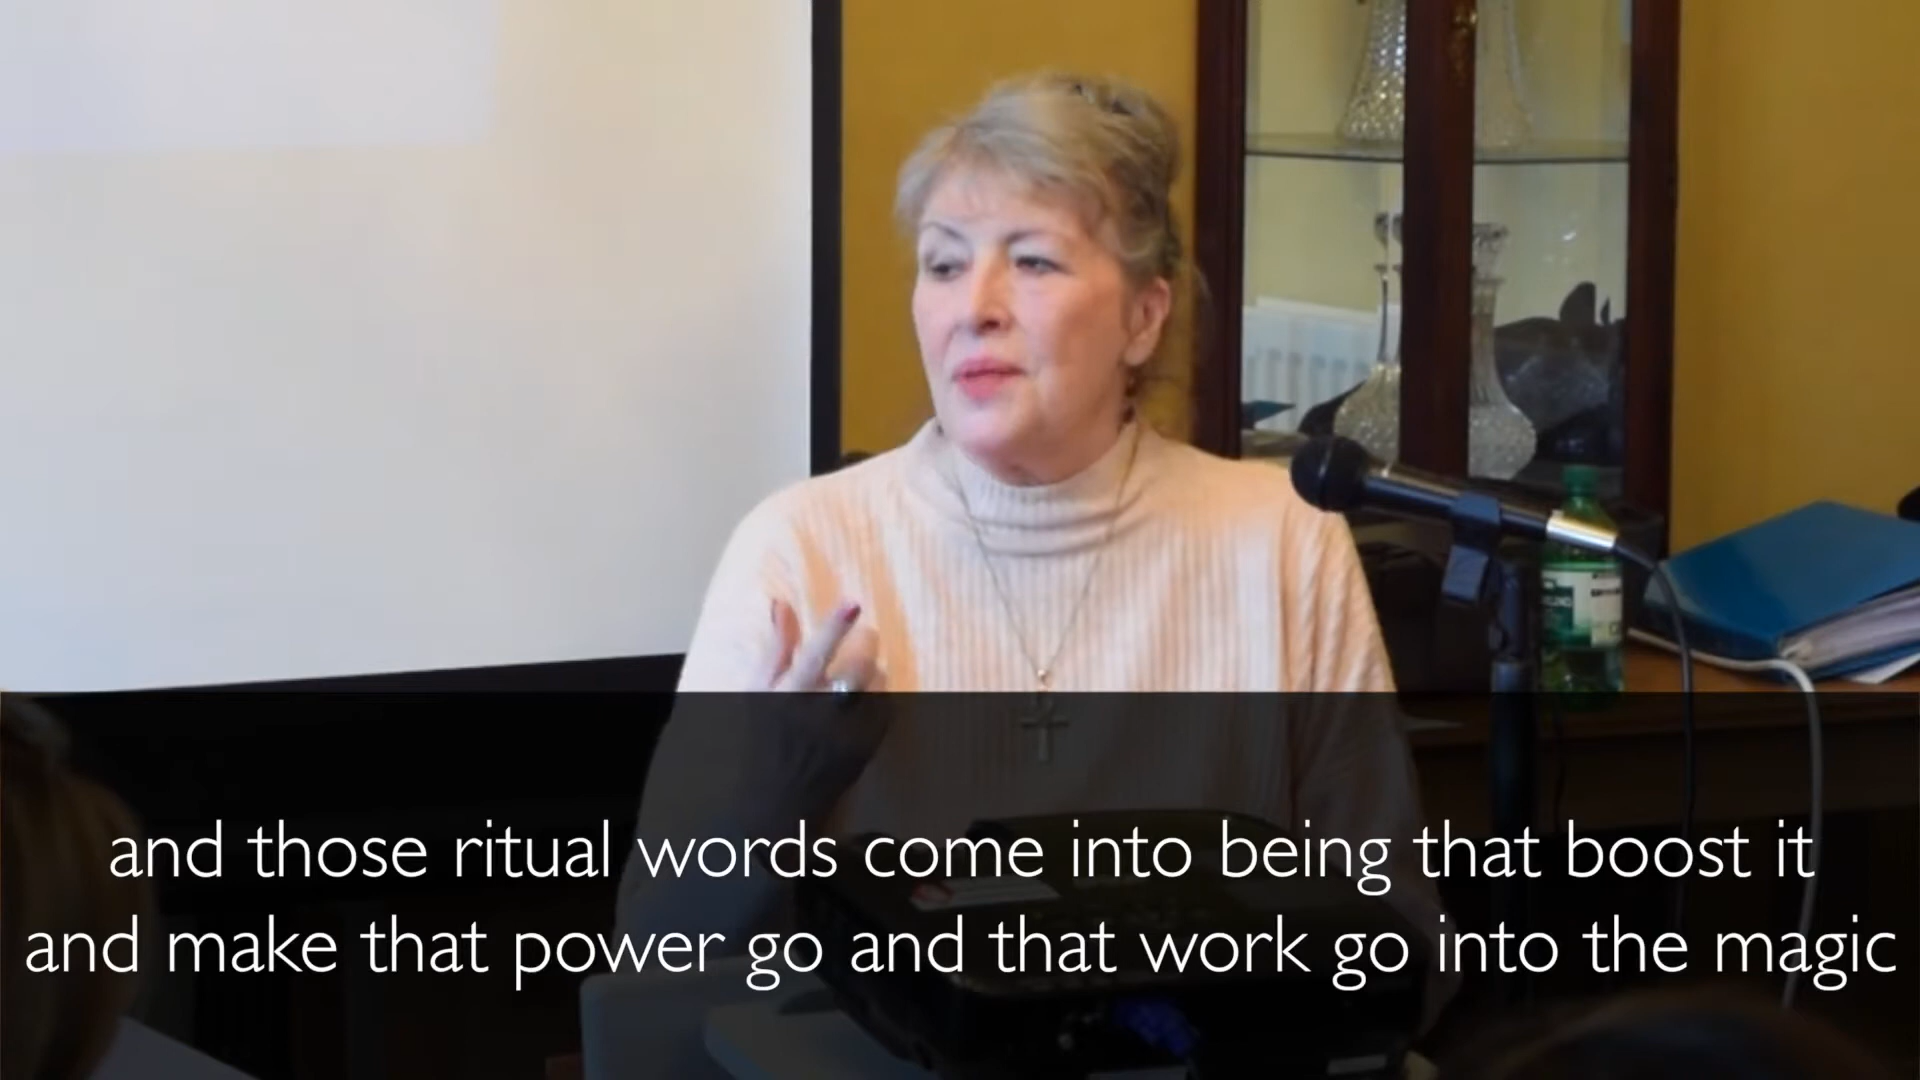 and those ritual words come into being that boost it
and make that power go and that work go into the magic